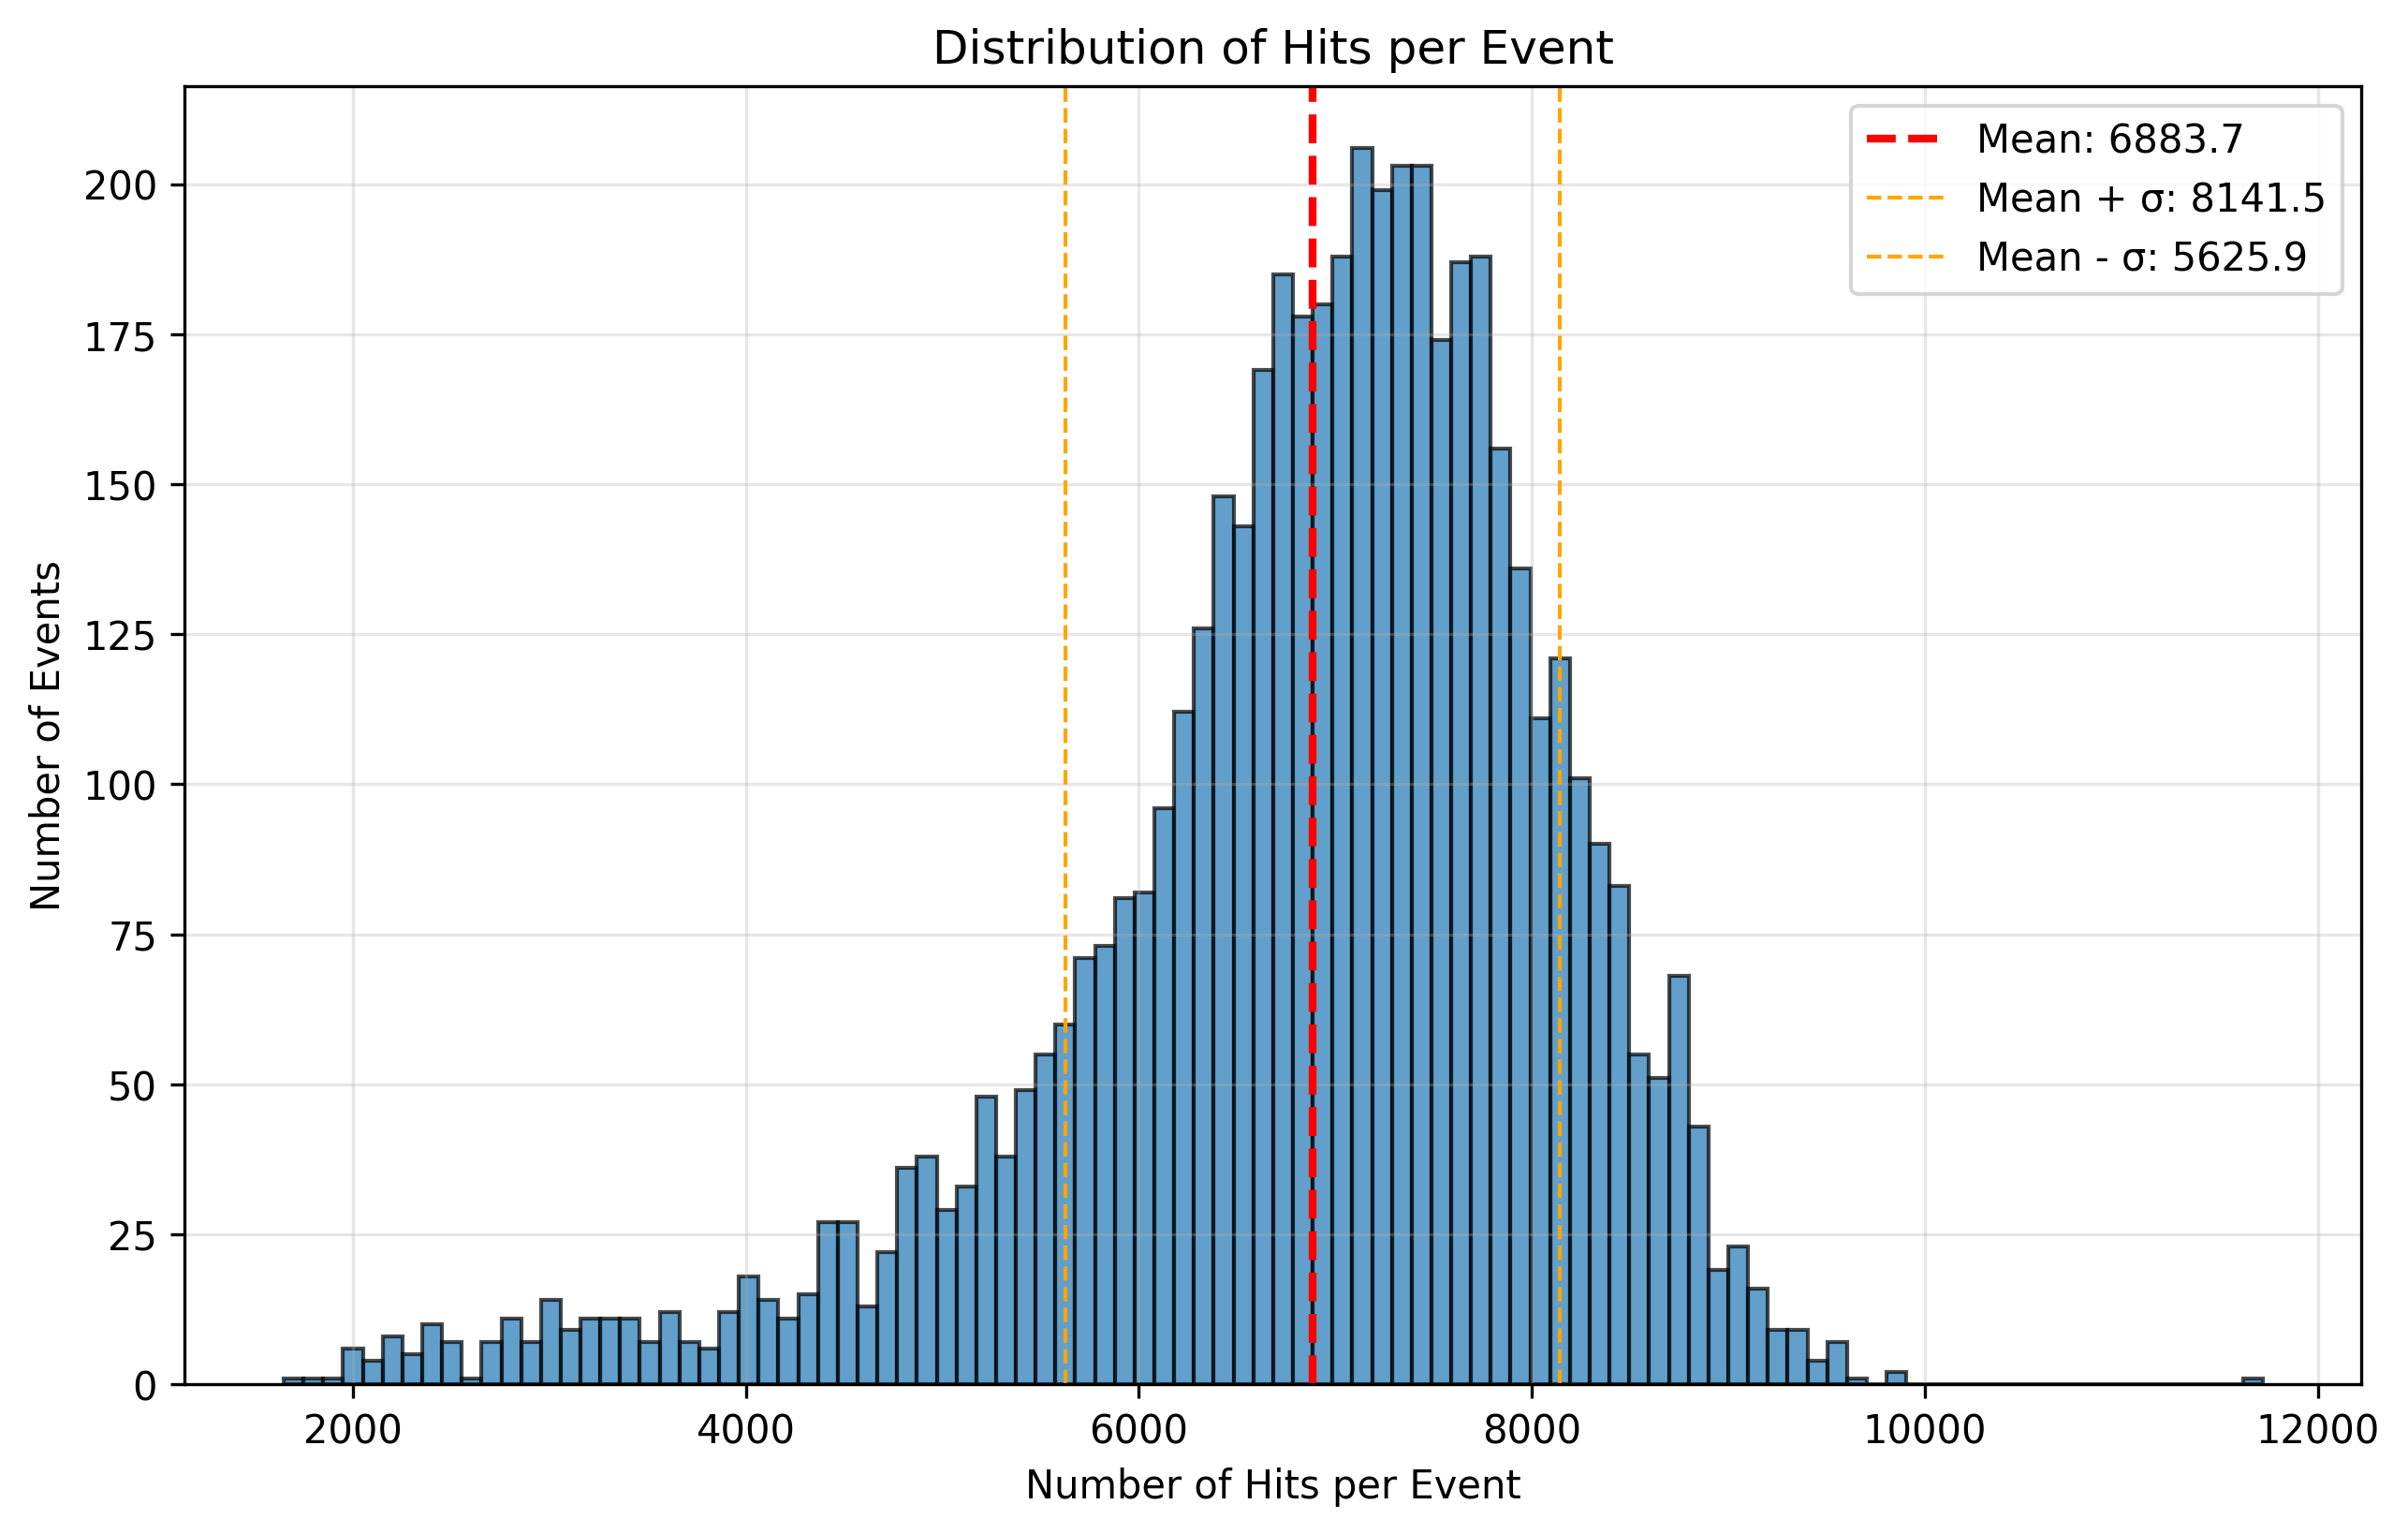 Distribution of Hits per Event
Mean: 6883.7
Mean + σ: 8141.5
Mean - σ: 5625.9
Number of Events
200
175
150
125
100
75
50
25
0
2000
4000
6000
8000
10000
12000
Number of Hits per Event